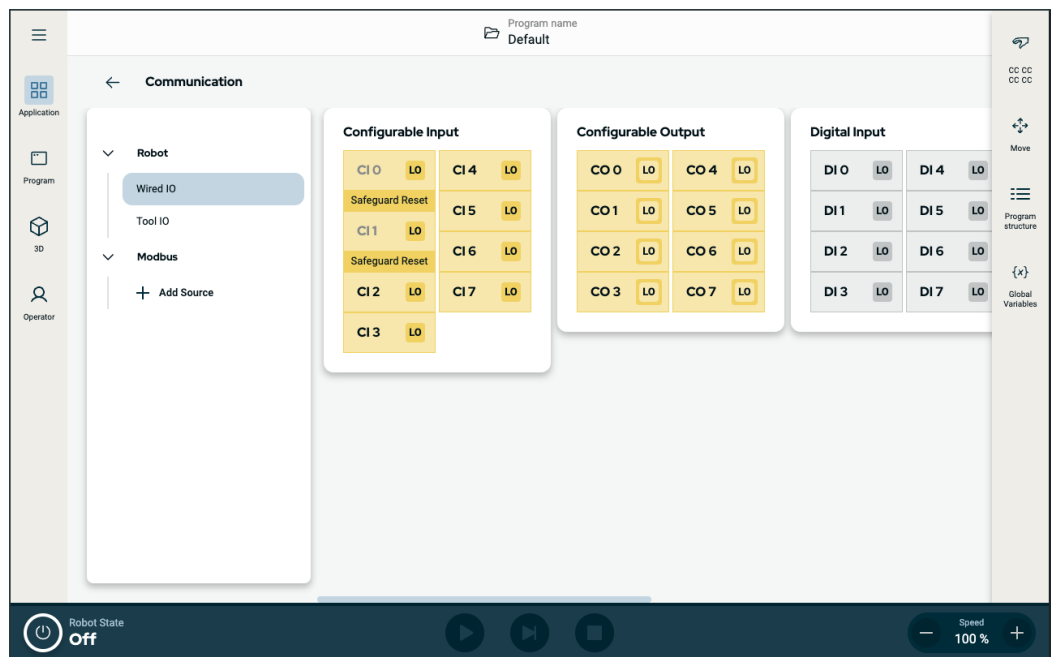 Program name
Default
Application
Program
3D
Operator
Communication
Robot
Wired IO
Tool IO
Modbus
Add Source
Configurable Input
CI 0 LO
Safeguard Reset
CI 1 LO
Safeguard Reset
CI 2 LO
CI 3 LO
CI 4 LO
CI 5 LO
CI 6 LO
CI 7 LO
Configurable Output
CO 0 LO
CO 1 LO
CO 2 LO
CO 3 LO
CO 4 LO
CO 5 LO
CO 6 LO
CO 7 LO
Digital Input
DI 0 LO
DI 1 LO
DI 2 LO
DI 3 LO
DI 4 LO
DI 5 LO
DI 6 LO
DI 7 LO
CC CC
CC CC
Move
Program
structure
{x}
Global
Variables
Robot State
Off
Speed
100 %